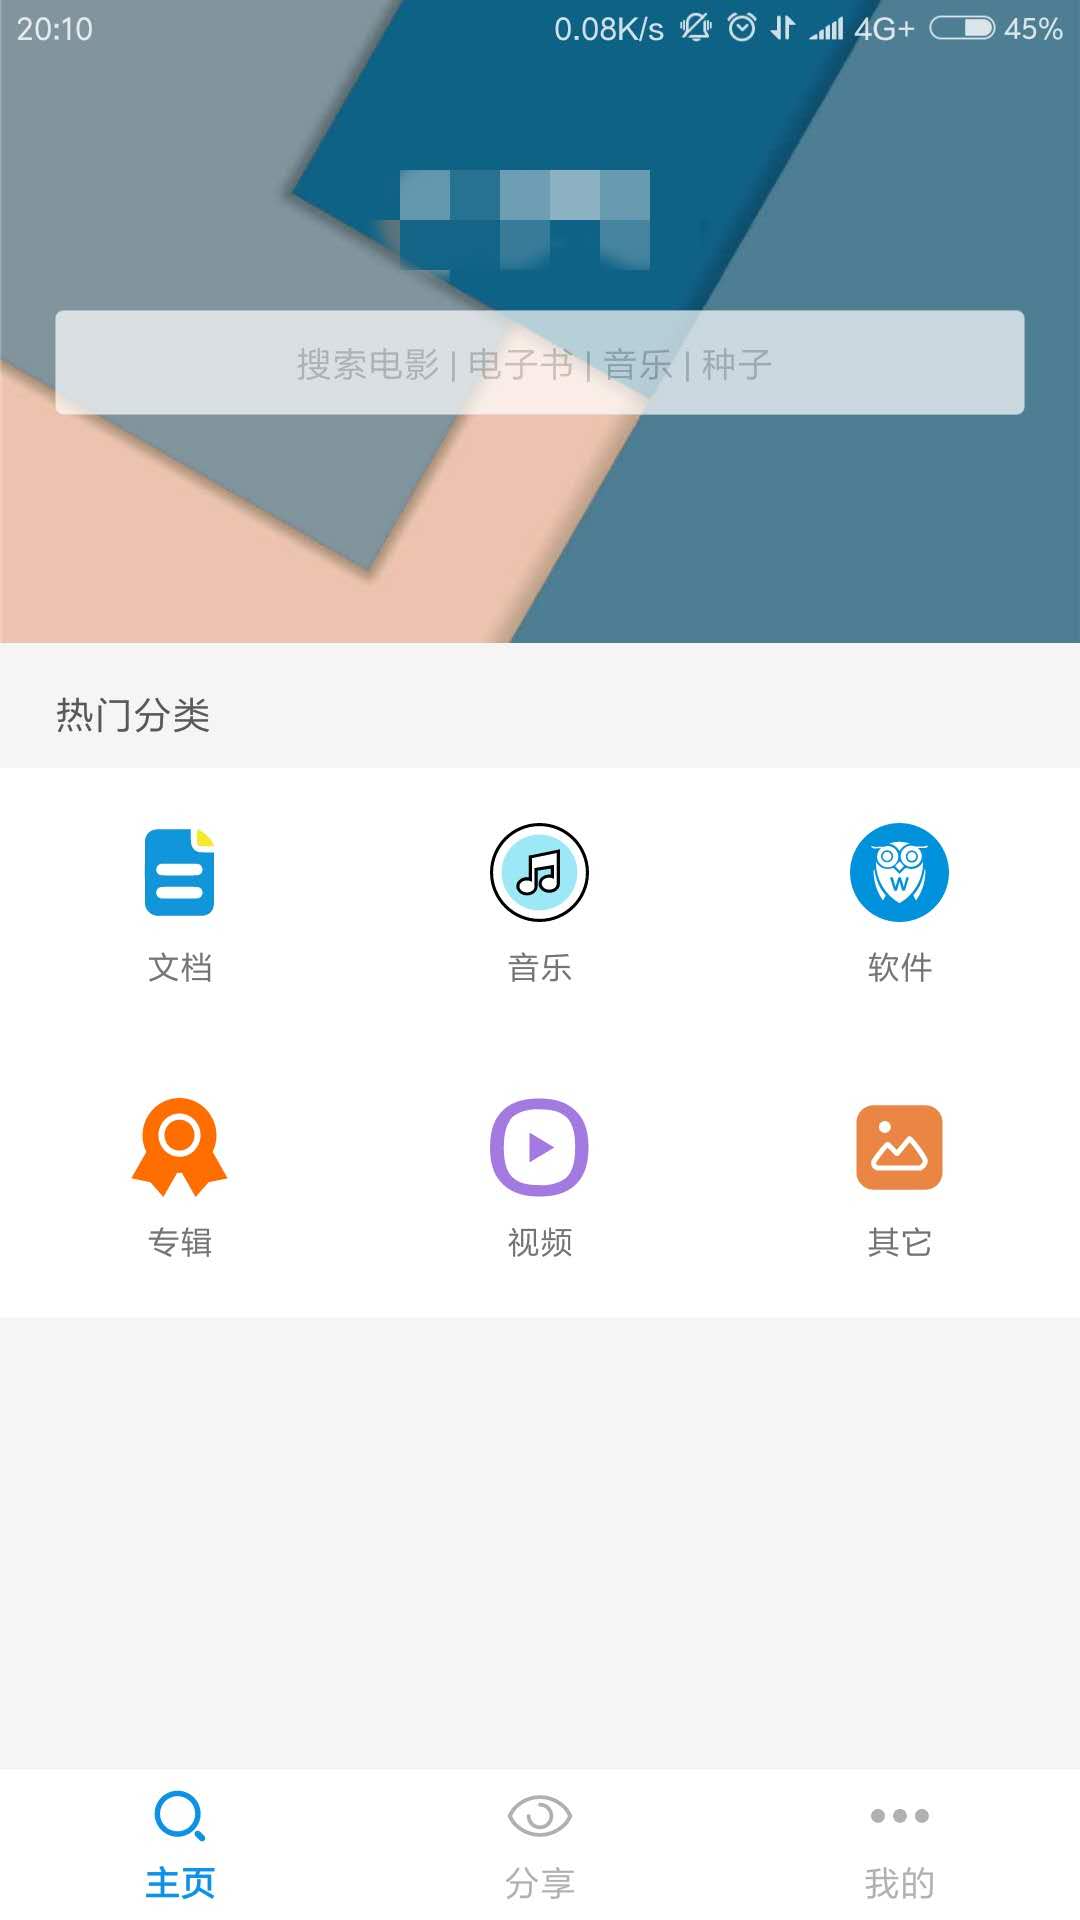 20:10 0.08K/s 4G+ 45%
搜索电影 | 电子书 | 音乐 | 种子
热门分类
W
文档 音乐 软件
专辑 视频 其它
主页 分享 我的